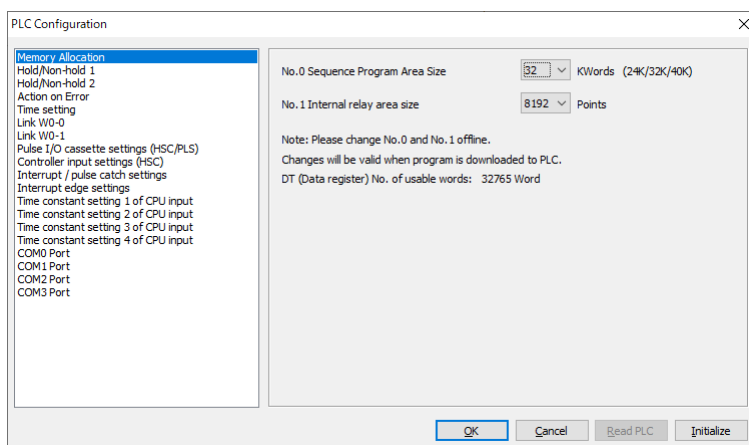 PLC Configuration
Memory Allocation
Hold/Non-hold 1
Hold/Non-hold 2
Action on Error
Time setting
Link W0-0
Link W0-1
Pulse I/O cassette settings (HSC/PLS)
Controller input settings (HSC)
Interrupt / pulse catch settings
Interrupt edge settings
Time constant setting 1 of CPU input
Time constant setting 2 of CPU input
Time constant setting 3 of CPU input
Time constant setting 4 of CPU input
COM0 Port
COM1 Port
COM2 Port
COM3 Port
No.0 Sequence Program Area Size 32 KWords (24K/32K/40K)
No.1 Internal relay area size 8192 Points
Note: Please change No.0 and No.1 offline.
Changes will be valid when program is downloaded to PLC.
DT (Data register) No. of usable words: 32765 Word
OK Cancel Read PLC Initialize